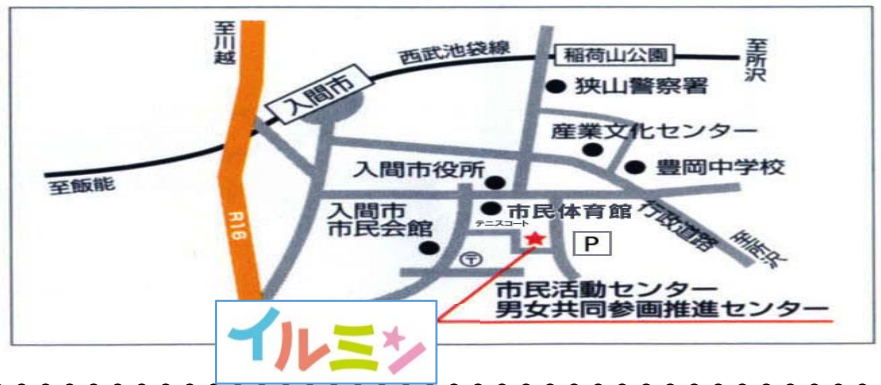 至川越
西武池袋線
稲荷山公園
至所沢
入間市
狭山警察署
産業文化センター
至飯能
入間市役所
豊岡中学校
入間市
市民会館
市民体育館
テニスコート
行政道路
至所沢
R16
P
〒
市民活動センター
男女共同参画推進センター
イルミン